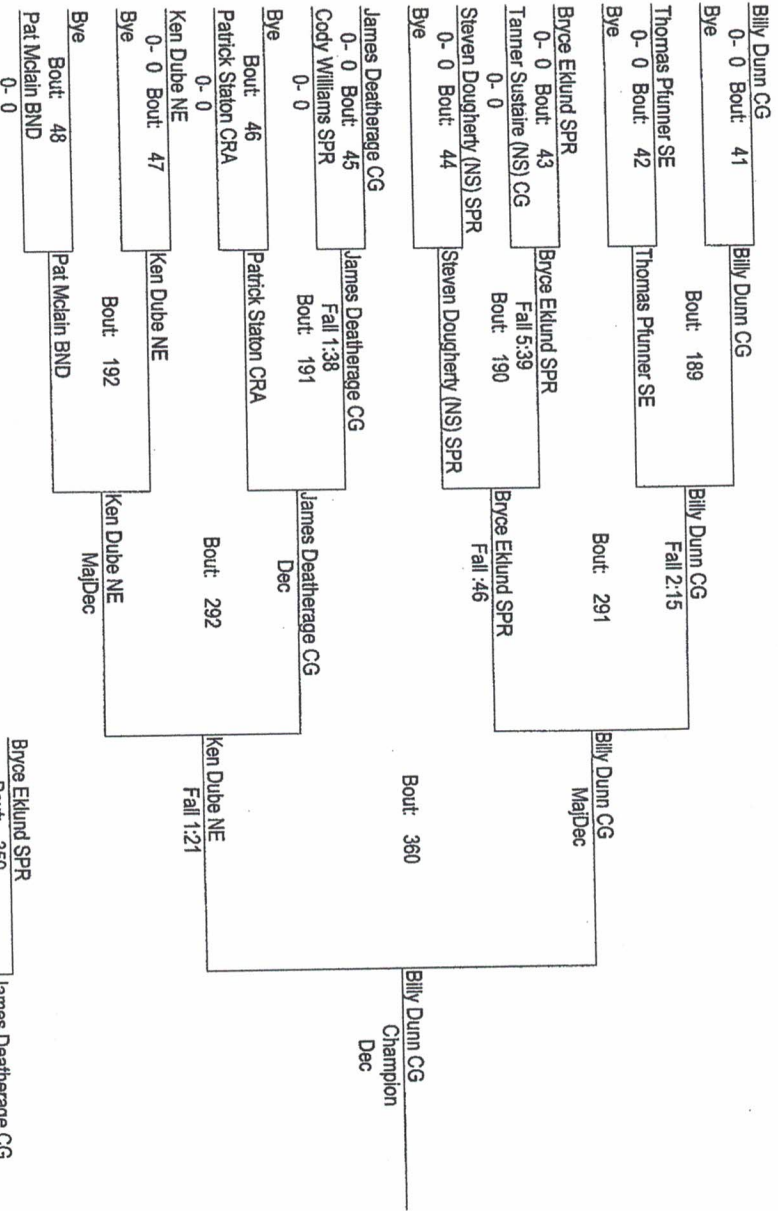 Billy Dunn CG
0- 0 Bout: 41
Bye
Thomas Pfunner SE
0- 0 Bout: 42
Bye
Bryce Eklund SPR
0- 0 Bout: 43
Tanner Sustaire (NS) CG
0- 0
Steven Dougherty (NS) SPR
0- 0 Bout: 44
Bye
James Deatherage CG
0- 0 Bout: 45
Cody Williams SPR
0- 0
Bye
Bout: 46
Patrick Staton CRA
0- 0
Ken Dube NE
0- 0 Bout: 47
Bye
Bye
Bout: 48
Pat Mclain BND
0- 0
Billy Dunn CG
Bout: 189
Thomas Pfunner SE
Bryce Eklund SPR
Fall 5:39
Bout: 190
Steven Dougherty (NS) SPR
James Deatherage CG
Fall 1:38
Bout: 191
Patrick Staton CRA
Ken Dube NE
Bout: 192
Pat Mclain BND
Billy Dunn CG
Fall 2:15
Bout: 291
Bryce Eklund SPR
Fall :46
James Deatherage CG
Dec
Bout: 292
Ken Dube NE
MajDec
Billy Dunn CG
MajDec
Bout: 360
Ken Dube NE
Fall 1:21
Billy Dunn CG
Champion
Dec
Bryce Eklund SPR
James Deatherage CG